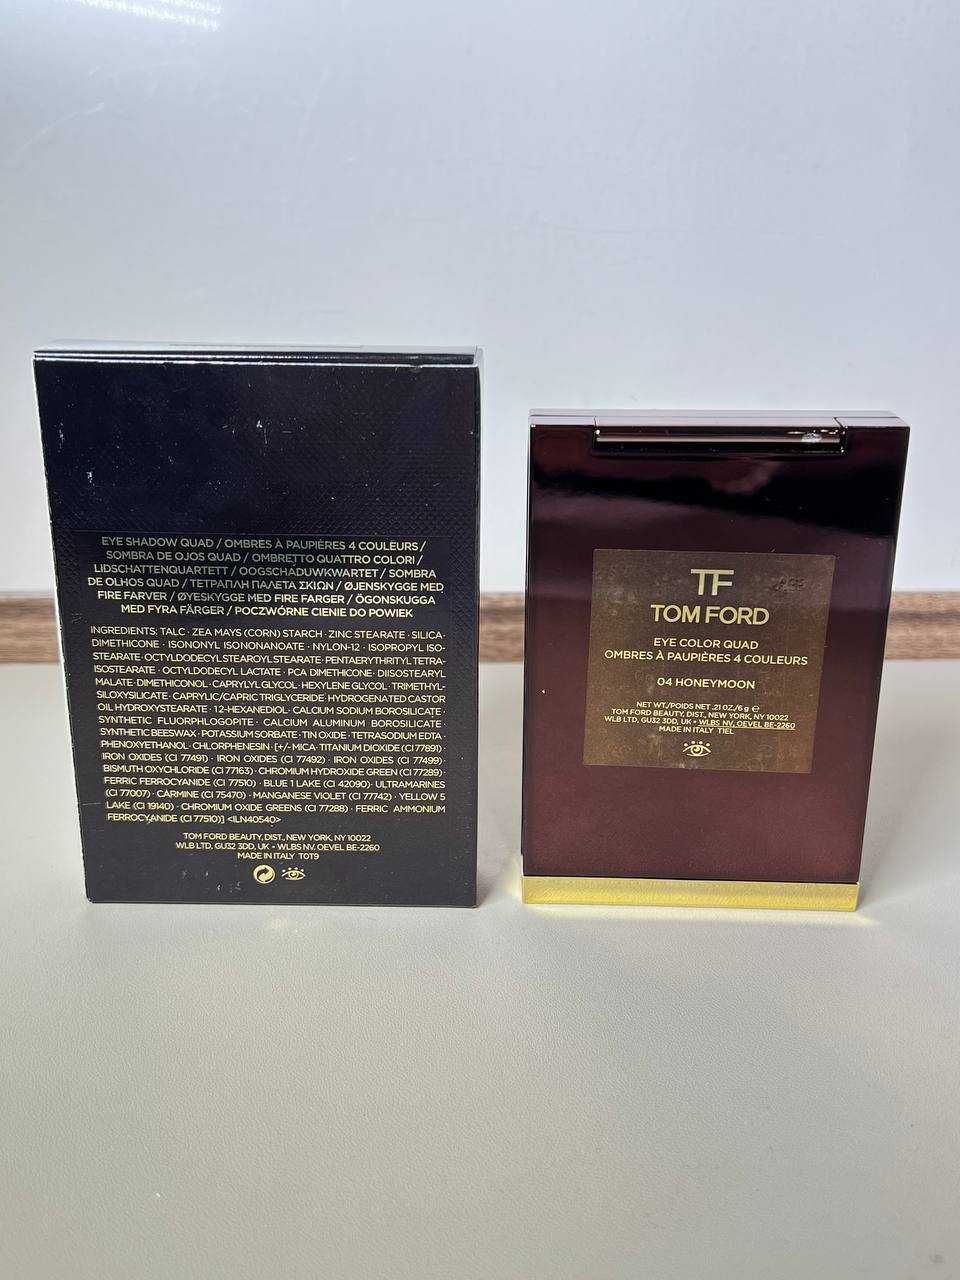 EYE SHADOW QUAD / OMBRES À PAUPIÈRES 4 COULEURS /
SOMBRA DE OJOS QUAD / OMBRETTO QUATTRO COLORI /
LIDSCHATTENQUARTETT / OOGSCHADUWKWARTET / SOMBRA
DE OLHOS QUAD / ΤΕΤΡΑΠΛΗ ΠΑΛΕΤΑ ΣΚΙΩΝ / ØJENSKYGGE MED
FIRE FARVER / ØYESKYGGE MED FIRE FARGER / ÖGONSKUGGA
MED FYRA FÄRGER / POCZWÓRNE CIENIE DO POWIEK
INGREDIENTS: TALC · ZEA MAYS (CORN) STARCH · ZINC STEARATE · SILICA ·
DIMETHICONE · ISONONYL ISONONANOATE · NYLON-12 · ISOPROPYL ISO-
STEARATE · OCTYLDODECYL STEAROYL STEARATE · PENTAERYTHRITYL TETRA-
ISOSTEARATE · OCTYLDODECYL LACTATE · PCA DIMETHICONE · DIISOSTEARYL
MALATE · DIMETHICONOL · CAPRYLYL GLYCOL · HEXYLENE GLYCOL · TRIMETHYL-
SILOXYSILICATE · CAPRYLIC/CAPRIC TRIGLYCERIDE · HYDROGENATED CASTOR
OIL HYDROXYSTEARATE · 1,2-HEXANEDIOL · CALCIUM SODIUM BOROSILICATE ·
SYNTHETIC FLUORPHLOGOPITE · CALCIUM ALUMINUM BOROSILICATE ·
SYNTHETIC BEESWAX · POTASSIUM SORBATE · TIN OXIDE · TETRASODIUM EDTA ·
PHENOXYETHANOL · CHLORPHENESIN · [+/- MICA · TITANIUM DIOXIDE (CI 77891) ·
IRON OXIDES (CI 77491) · IRON OXIDES (CI 77492) · IRON OXIDES (CI 77499) ·
BISMUTH OXYCHLORIDE (CI 77163) · CHROMIUM HYDROXIDE GREEN (CI 77289) ·
FERRIC FERROCYANIDE (CI 77510) · BLUE 1 LAKE (CI 42090) · ULTRAMARINES
(CI 77007) · CARMINE (CI 75470) · MANGANESE VIOLET (CI 77742) · YELLOW 5
LAKE (CI 19140) · CHROMIUM OXIDE GREENS (CI 77288) · FERRIC AMMONIUM
FERROCYANIDE (CI 77510)] <ILN40540>
TOM FORD BEAUTY, DIST., NEW YORK, NY 10022
WLB LTD, GU32 3DD, UK • WLBS NV, OEVEL BE-2260
MADE IN ITALY T0T9
TF
TOM FORD
EYE COLOR QUAD
OMBRES À PAUPIÈRES 4 COULEURS
04 HONEYMOON
NET WT./POIDS NET .21 OZ./6 g ℮
TOM FORD BEAUTY, DIST., NEW YORK, NY 10022
WLB LTD, GU32 3DD, UK • WLBS NV, OEVEL BE-2260
MADE IN ITALY T1EL